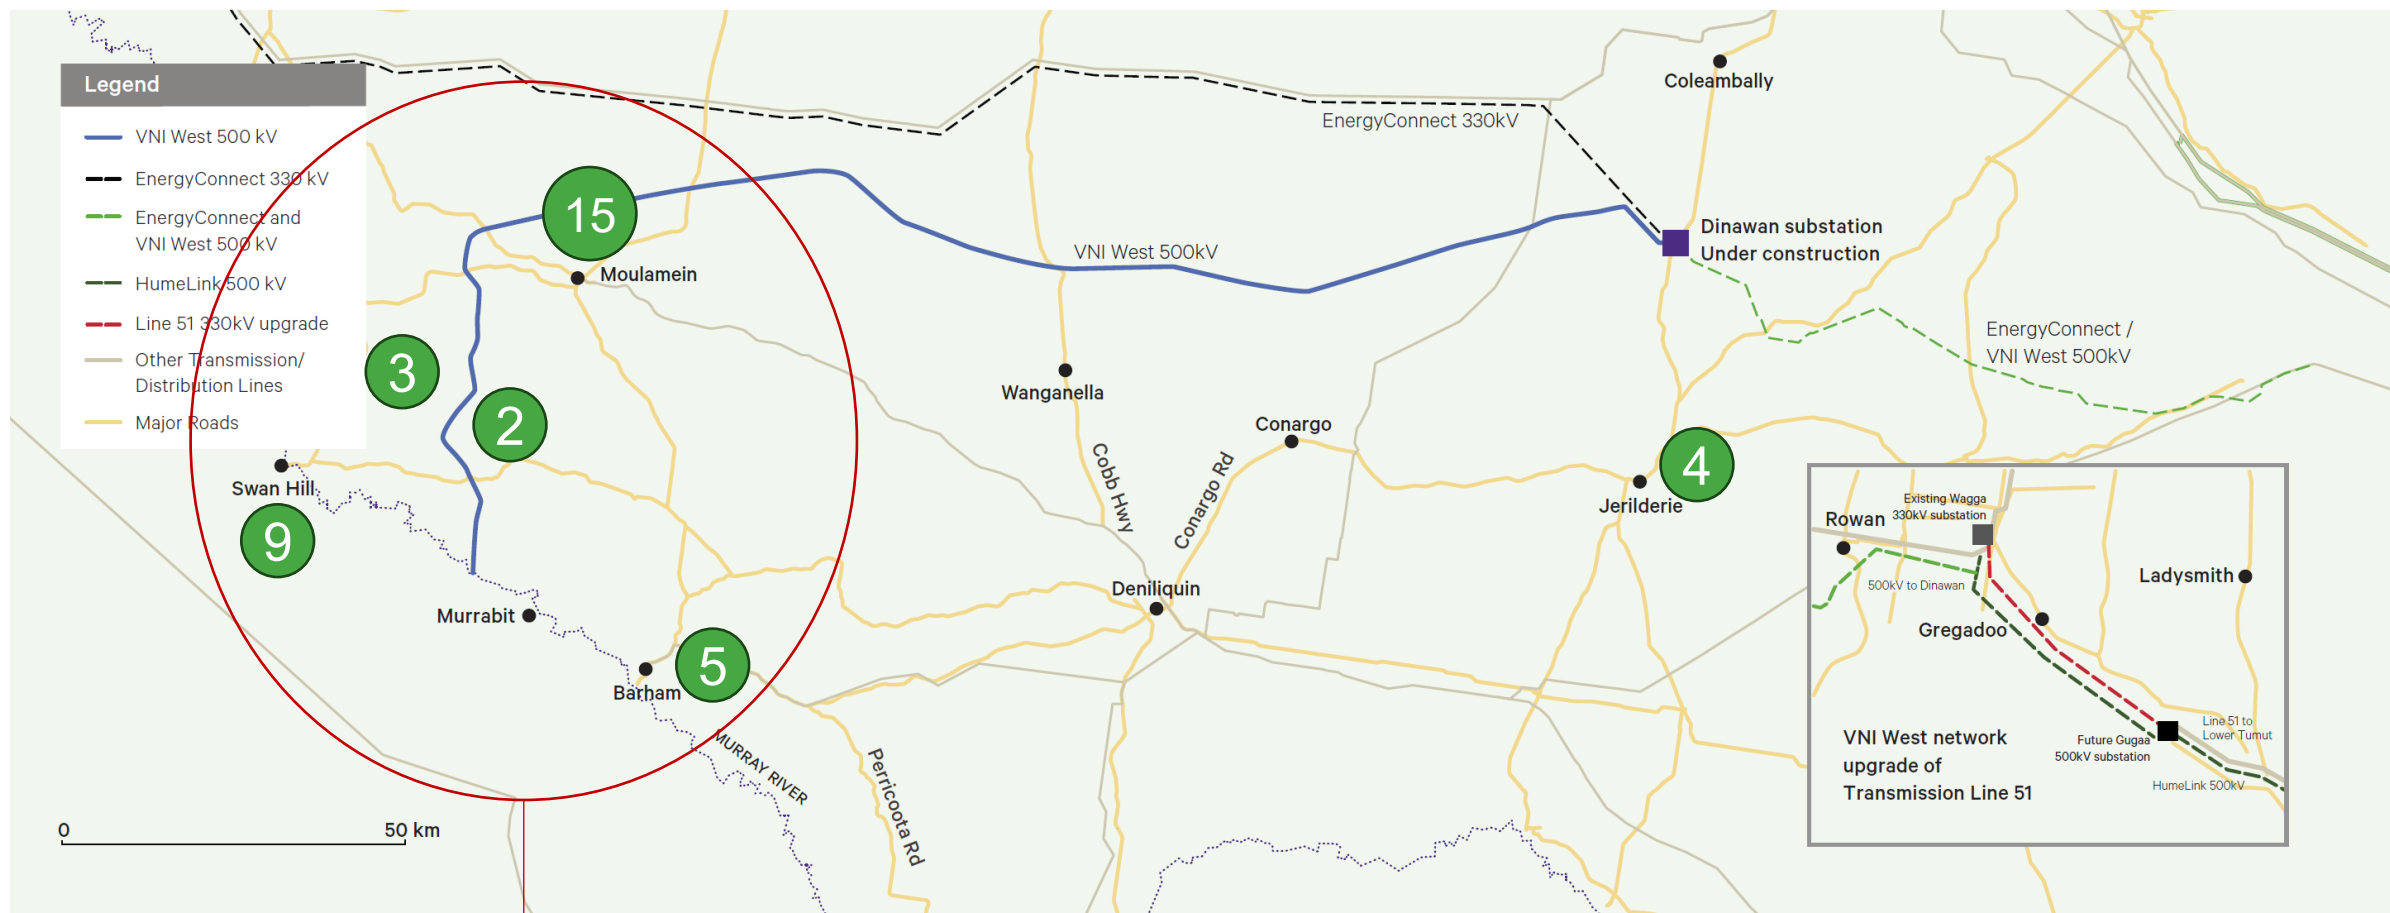 Legend
VNI West 500 kV
EnergyConnect 330 kV
EnergyConnect and
VNI West 500 kV
HumeLink 500 kV
Line 51 330kV upgrade
Other Transmission/
Distribution Lines
Major Roads
Coleambally
EnergyConnect 330kV
15
Dinawan substation
Under construction
VNI West 500kV
Moulamein
EnergyConnect /
VNI West 500kV
3
Wanganella
2
Conargo
Cobb Hwy
Conargo Rd
4
Jerilderie
Swan Hill
9
Deniliquin
Murrabit
5
Barham
MURRAY RIVER
Perricoota Rd
0
50 km
Existing Wagga
330kV substation
Rowan
500kV to Dinawan
Ladysmith
Gregadoo
Line 51 to
Lower Tumut
Future Gugaa
500kV substation
HumeLink 500kV
VNI West network
upgrade of
Transmission Line 51